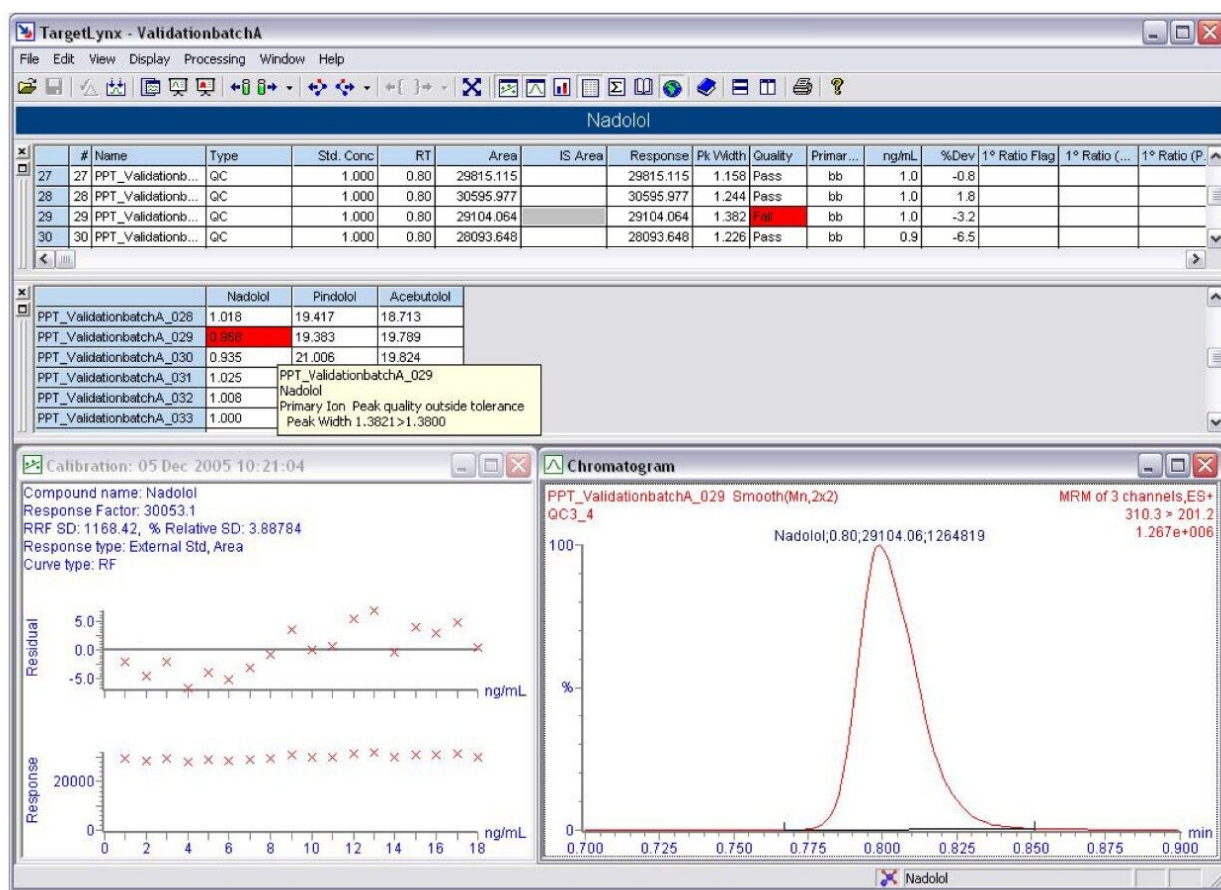 TargetLynx - ValidationbatchA
File Edit View Display Processing Window Help
Nadolol
# Name Type Std. Conc RT Area IS Area Response Pk Width Quality Primar... ng/mL %Dev 1º Ratio Flag 1º Ratio (... 1º Ratio (P.
27 27 PPT_Validationb... QC 1.000 0.80 29815.115 29815.115 1.158 Pass bb 1.0 -0.8
28 28 PPT_Validationb... QC 1.000 0.80 30595.977 30595.977 1.244 Pass bb 1.0 1.8
29 29 PPT_Validationb... QC 1.000 0.80 29104.064 29104.064 1.382 Fail bb 1.0 -3.2
30 30 PPT_Validationb... QC 1.000 0.80 28093.648 28093.648 1.226 Pass bb 0.9 -6.5
Nadolol Pindolol Acebutolol
PPT_ValidationbatchA_028 1.018 19.417 18.713
PPT_ValidationbatchA_029 0.968 19.383 19.789
PPT_ValidationbatchA_030 0.935 21.006 19.824
PPT_ValidationbatchA_031 1.025
PPT_ValidationbatchA_032 1.008
PPT_ValidationbatchA_033 1.000
PPT_ValidationbatchA_029
Nadolol
Primary Ion Peak quality outside tolerance
Peak Width 1.3821>1.3800
Calibration: 05 Dec 2005 10:21:04
Compound name: Nadolol
Response Factor: 30053.1
RRF SD: 1168.42, % Relative SD: 3.88784
Response type: External Std, Area
Curve type: RF
Residual
5.0
0.0
-5.0
ng/mL
Response
20000
0
ng/mL
0 2 4 6 8 10 12 14 16 18
Chromatogram
PPT_ValidationbatchA_029 Smooth(Mn,2x2)
QC3_4
MRM of 3 channels,ES+
310.3 > 201.2
1.267e+006
Nadolol;0.80;29104.06;1264819
100
%
0
min
0.700 0.725 0.750 0.775 0.800 0.825 0.850 0.875 0.900
Nadolol